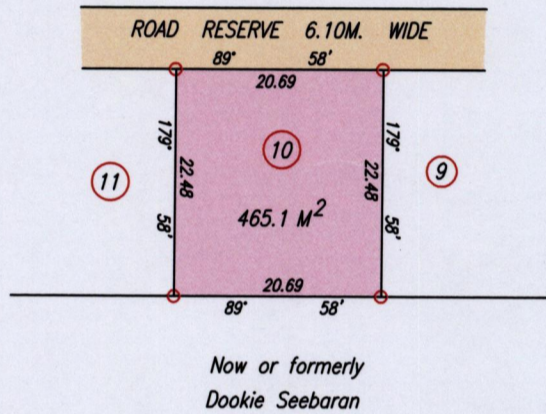 ROAD RESERVE 6.10M. WIDE
89° 58'
20.69
179° 58'
22.48
11
10
465.1 M²
22.48
179° 58'
9
20.69
89° 58'
Now or formerly
Dookie Seebaran